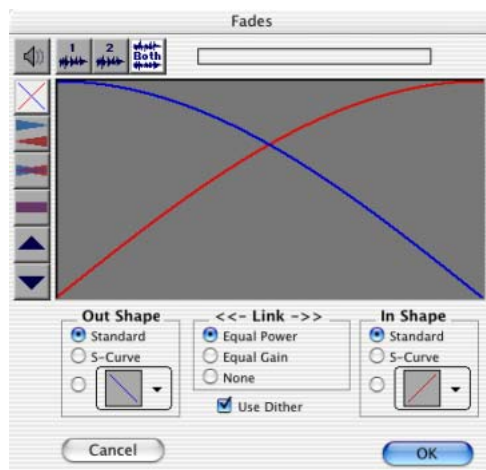 Fades
1 2 Both
Out Shape <<- Link ->> In Shape
Standard Equal Power Standard
S-Curve Equal Gain S-Curve
None
Use Dither
Cancel OK